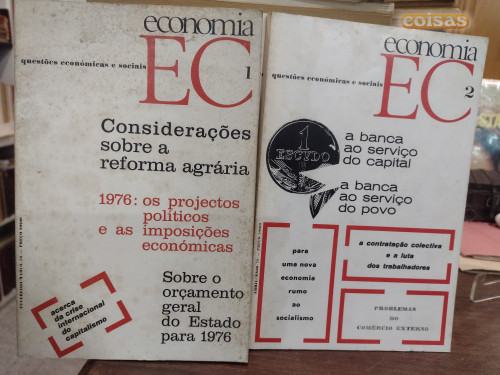 economia
EC 1
questões económicas e sociais
Considerações
sobre a
reforma agrária
1976: os projectos
políticos
e as imposições
económicas
Sobre o
orçamento
geral
do Estado
para 1976
acerca
da crise
internacional
do
capitalismo
coisas
economia
EC 2
questões económicas e sociais
1
ESCUDO
a banca
ao serviço
do capital
a banca
ao serviço
do povo
para
uma nova
economia
rumo
ao
socialismo
a contratação colectiva
e a luta
dos trabalhadores
PROBLEMAS
DO
COMÉRCIO EXTERNO